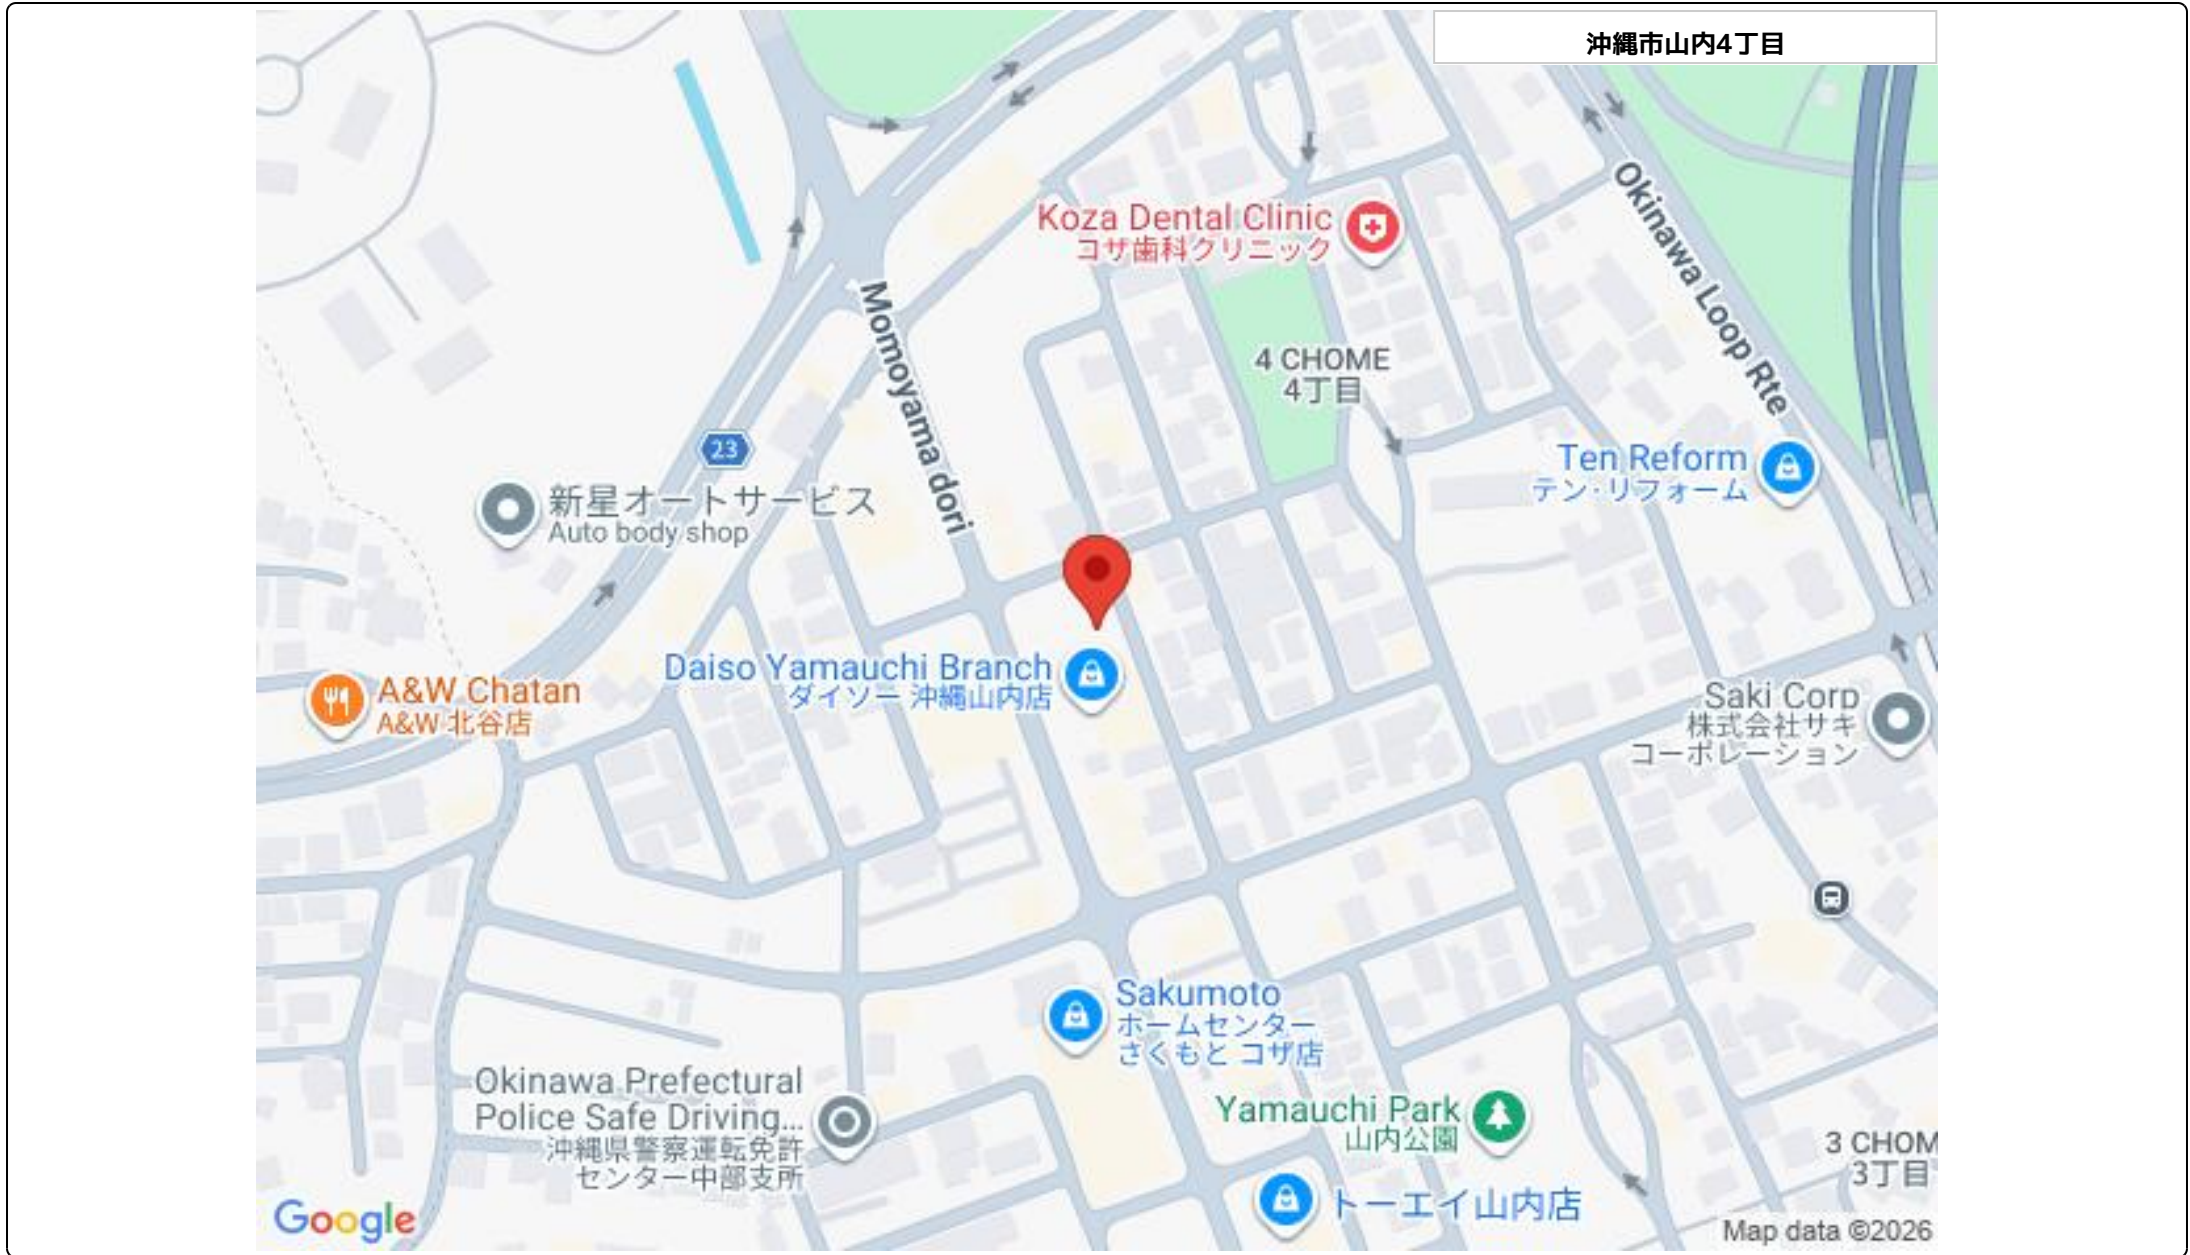 沖縄市山内4丁目
Koza Dental Clinic
コザ歯科クリニック
Okinawa Loop Rte
Momoyama dori
4 CHOME
4丁目
23
Ten Reform
テン・リフォーム
新星オートサービス
Auto body shop
Daiso Yamauchi Branch
ダイソー 沖縄山内店
A&W Chatan
A&W 北谷店
Saki Corp
株式会社サキ
コーポレーション
Sakumoto
ホームセンター
さくもと コザ店
Okinawa Prefectural
Police Safe Driving...
沖縄県警察運転免許
センター中部支所
Yamauchi Park
山内公園
3 CHOM
3丁目
トーエイ山内店
Google
Map data ©2026